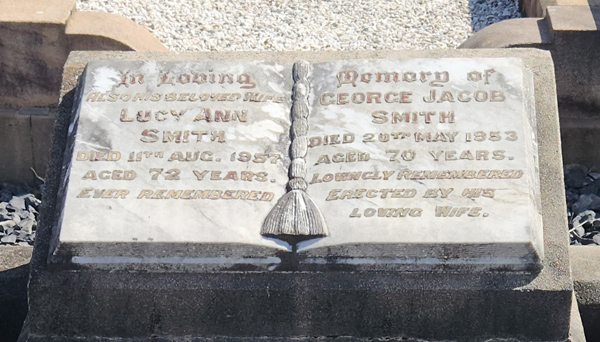 In Loving
ALSO HIS BELOVED WIFE
LUCY ANN
SMITH
DIED 11TH AUG. 1957
AGED 72 YEARS.
EVER REMEMBERED
Memory of
GEORGE JACOB
SMITH
DIED 20TH MAY 1953
AGED 70 YEARS.
LOVINGLY REMEMBERED
ERECTED BY HIS
LOVING WIFE.